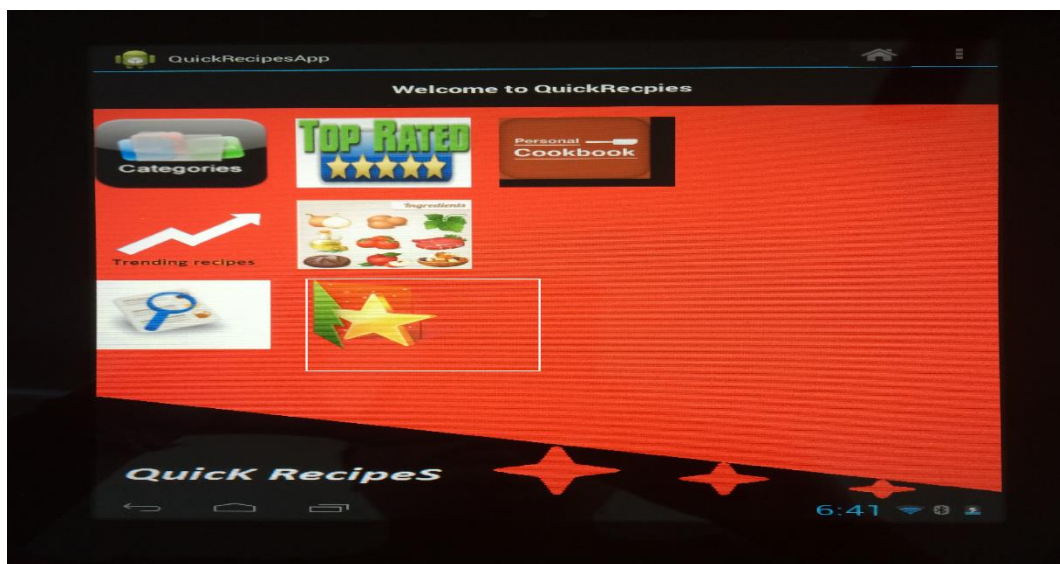 QuickRecipesApp
Welcome to QuickRecpies
Categories
TOP RATED
Personal
Cookbook
Trending recipes
Ingredients
QuicK RecipeS
6:41